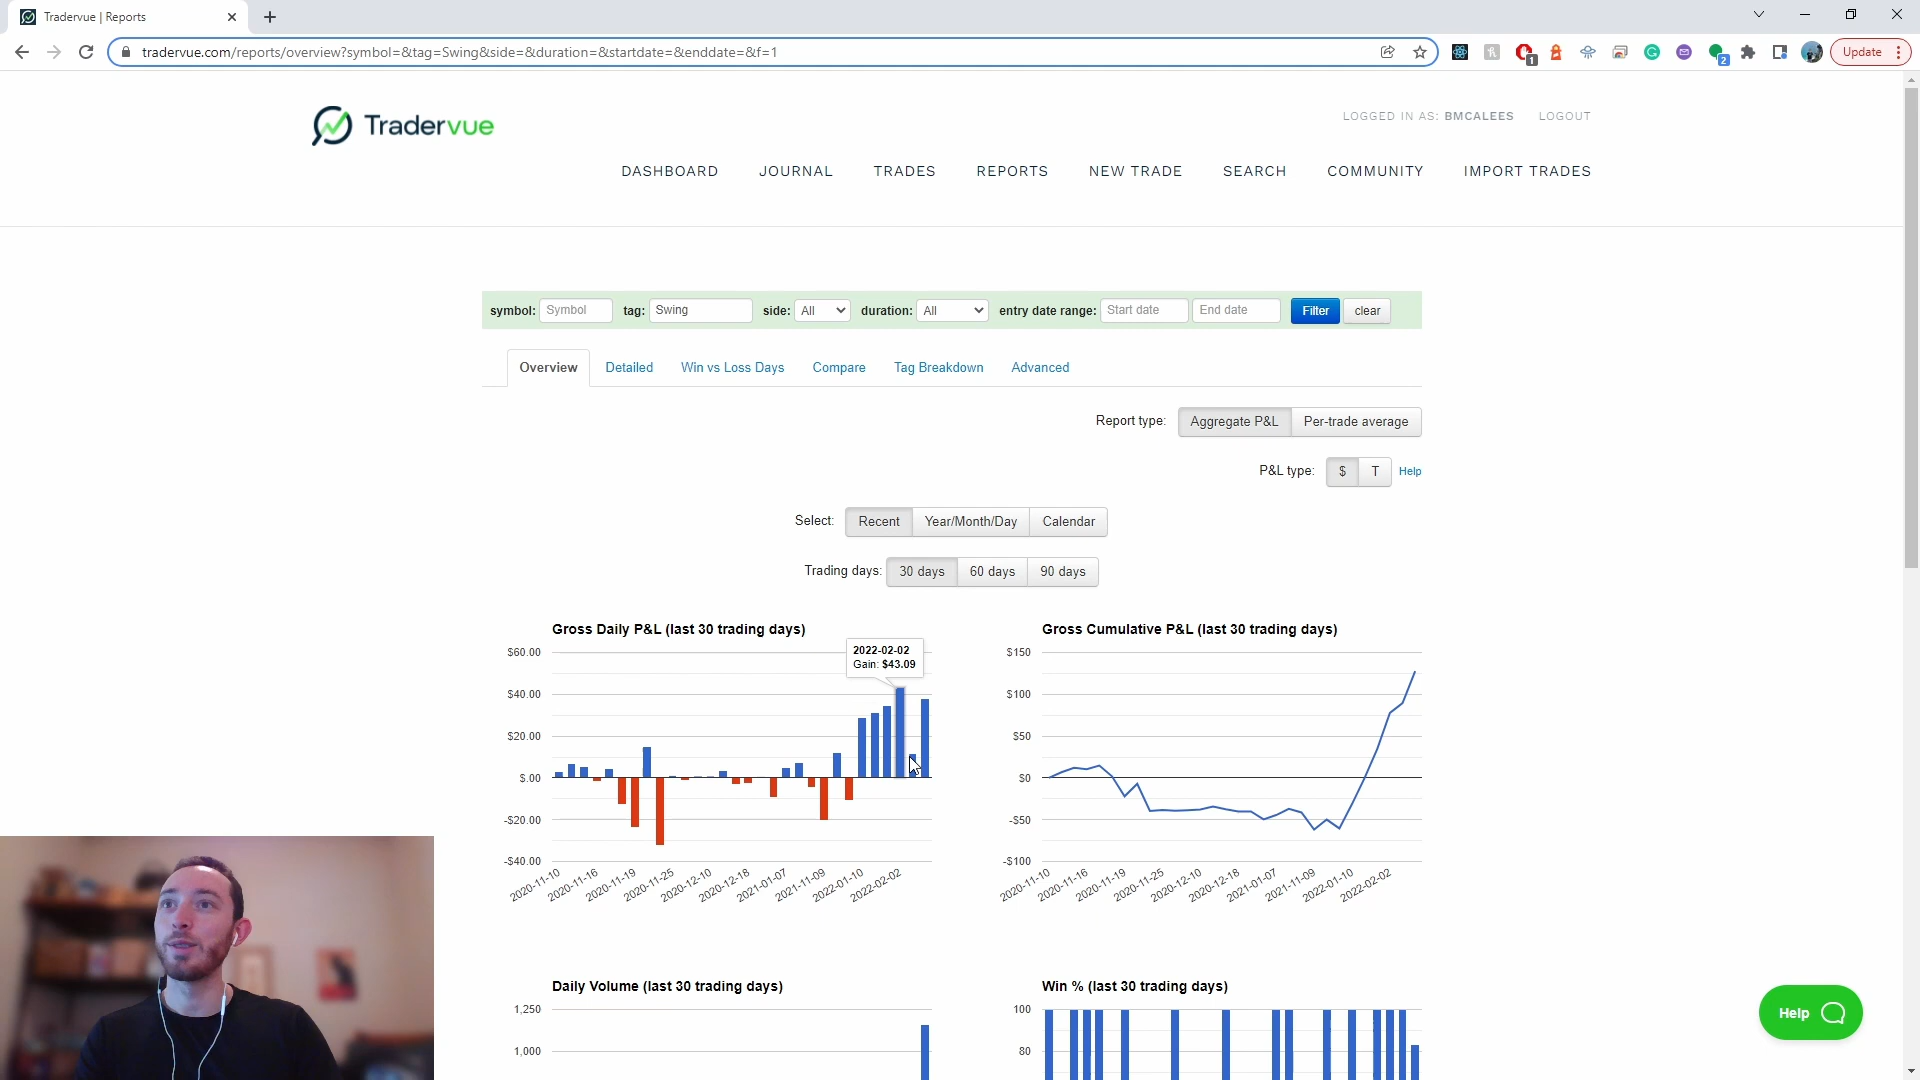 Tradervue | Reports
tradervue.com/reports/overview?symbol=&tag=Swing&side=&duration=&startdate=&enddate=&f=1
1
2
Update
Tradervue
LOGGED IN AS: BMCALEES LOGOUT
DASHBOARD JOURNAL TRADES REPORTS NEW TRADE SEARCH COMMUNITY IMPORT TRADES
symbol: Symbol tag: Swing side: All duration: All entry date range: Start date End date Filter clear
Overview Detailed Win vs Loss Days Compare Tag Breakdown Advanced
Report type: Aggregate P&L Per-trade average
P&L type: $ T Help
Select: Recent Year/Month/Day Calendar
Trading days: 30 days 60 days 90 days
Gross Daily P&L (last 30 trading days)
2022-02-02
Gain: $43.09
$60.00
$40.00
$20.00
$.00
-$20.00
-$40.00
2020-11-10 2020-11-16 2020-11-19 2020-11-25 2020-12-10 2020-12-18 2021-01-07 2021-11-09 2022-01-10 2022-02-02
Gross Cumulative P&L (last 30 trading days)
$150
$100
$50
$0
-$50
-$100
2020-11-10 2020-11-16 2020-11-19 2020-11-25 2020-12-10 2020-12-18 2021-01-07 2021-11-09 2022-01-10 2022-02-02
Daily Volume (last 30 trading days)
1,250
1,000
Win % (last 30 trading days)
100
80
Help